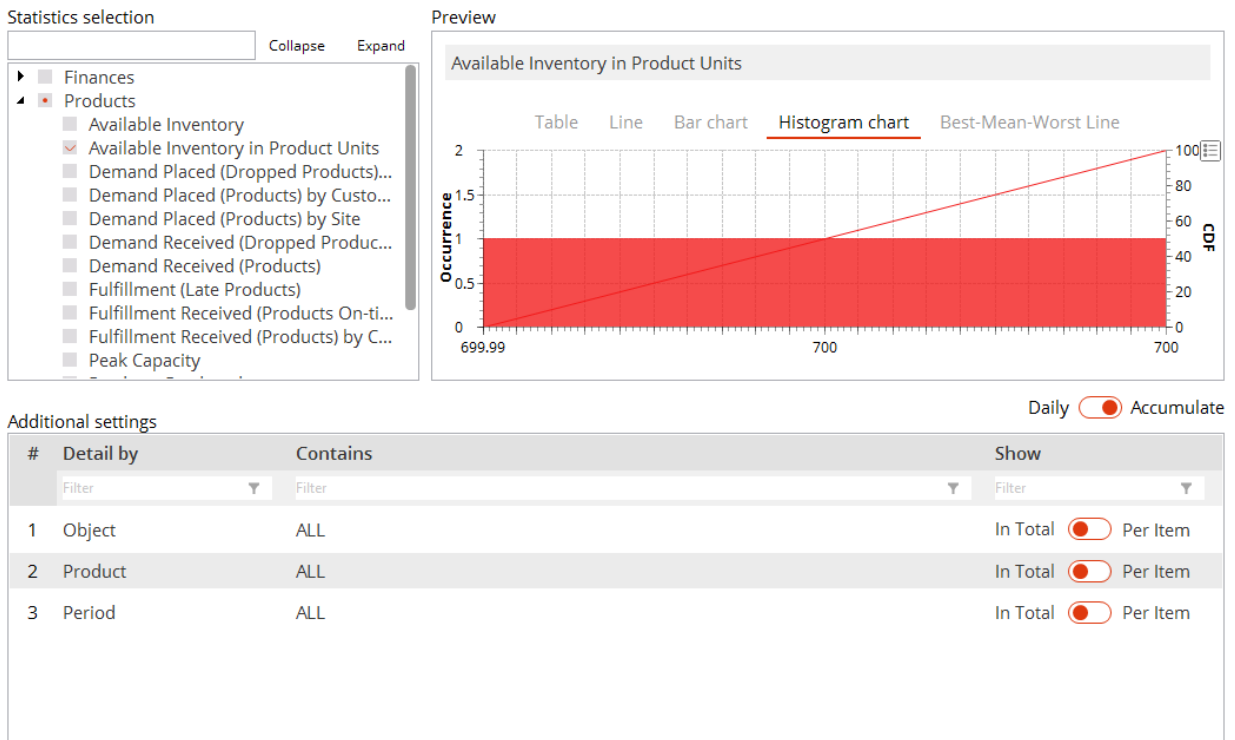 Statistics selection
Collapse Expand
Finances
Products
Available Inventory
Available Inventory in Product Units
Demand Placed (Dropped Products)...
Demand Placed (Products) by Custo...
Demand Placed (Products) by Site
Demand Received (Dropped Produc...
Demand Received (Products)
Fulfillment (Late Products)
Fulfillment Received (Products On-ti...
Fulfillment Received (Products) by C...
Peak Capacity
Preview
Available Inventory in Product Units
Table Line Bar chart Histogram chart Best-Mean-Worst Line
Occurrence
2
1.5
1
0.5
0
699.99 700 700
100
80
60
40
20
0
CDF
Daily Accumulate
Additional settings
# Detail by Contains Show
Filter Filter Filter
1 Object ALL In Total Per Item
2 Product ALL In Total Per Item
3 Period ALL In Total Per Item